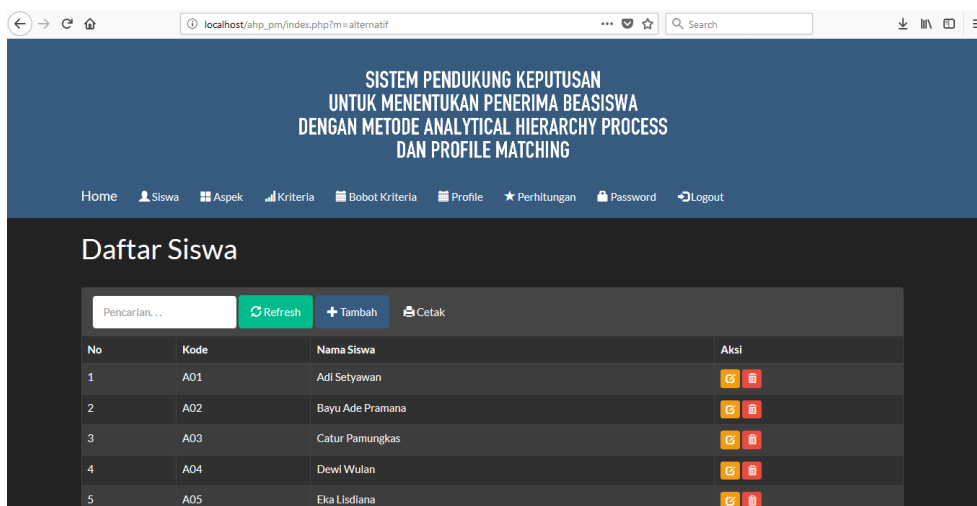 localhost/ahp_pm/index.php?m=alternatif
Search
SISTEM PENDUKUNG KEPUTUSAN
UNTUK MENENTUKAN PENERIMA BEASISWA
DENGAN METODE ANALYTICAL HIERARCHY PROCESS
DAN PROFILE MATCHING
Home Siswa Aspek Kriteria Bobot Kriteria Profile Perhitungan Password Logout
Daftar Siswa
Pencarian... Refresh Tambah Cetak
No Kode Nama Siswa Aksi
1 A01 Adi Setyawan
2 A02 Bayu Ade Pramana
3 A03 Catur Pamungkas
4 A04 Dewi Wulan
5 A05 Eka Lisdiana